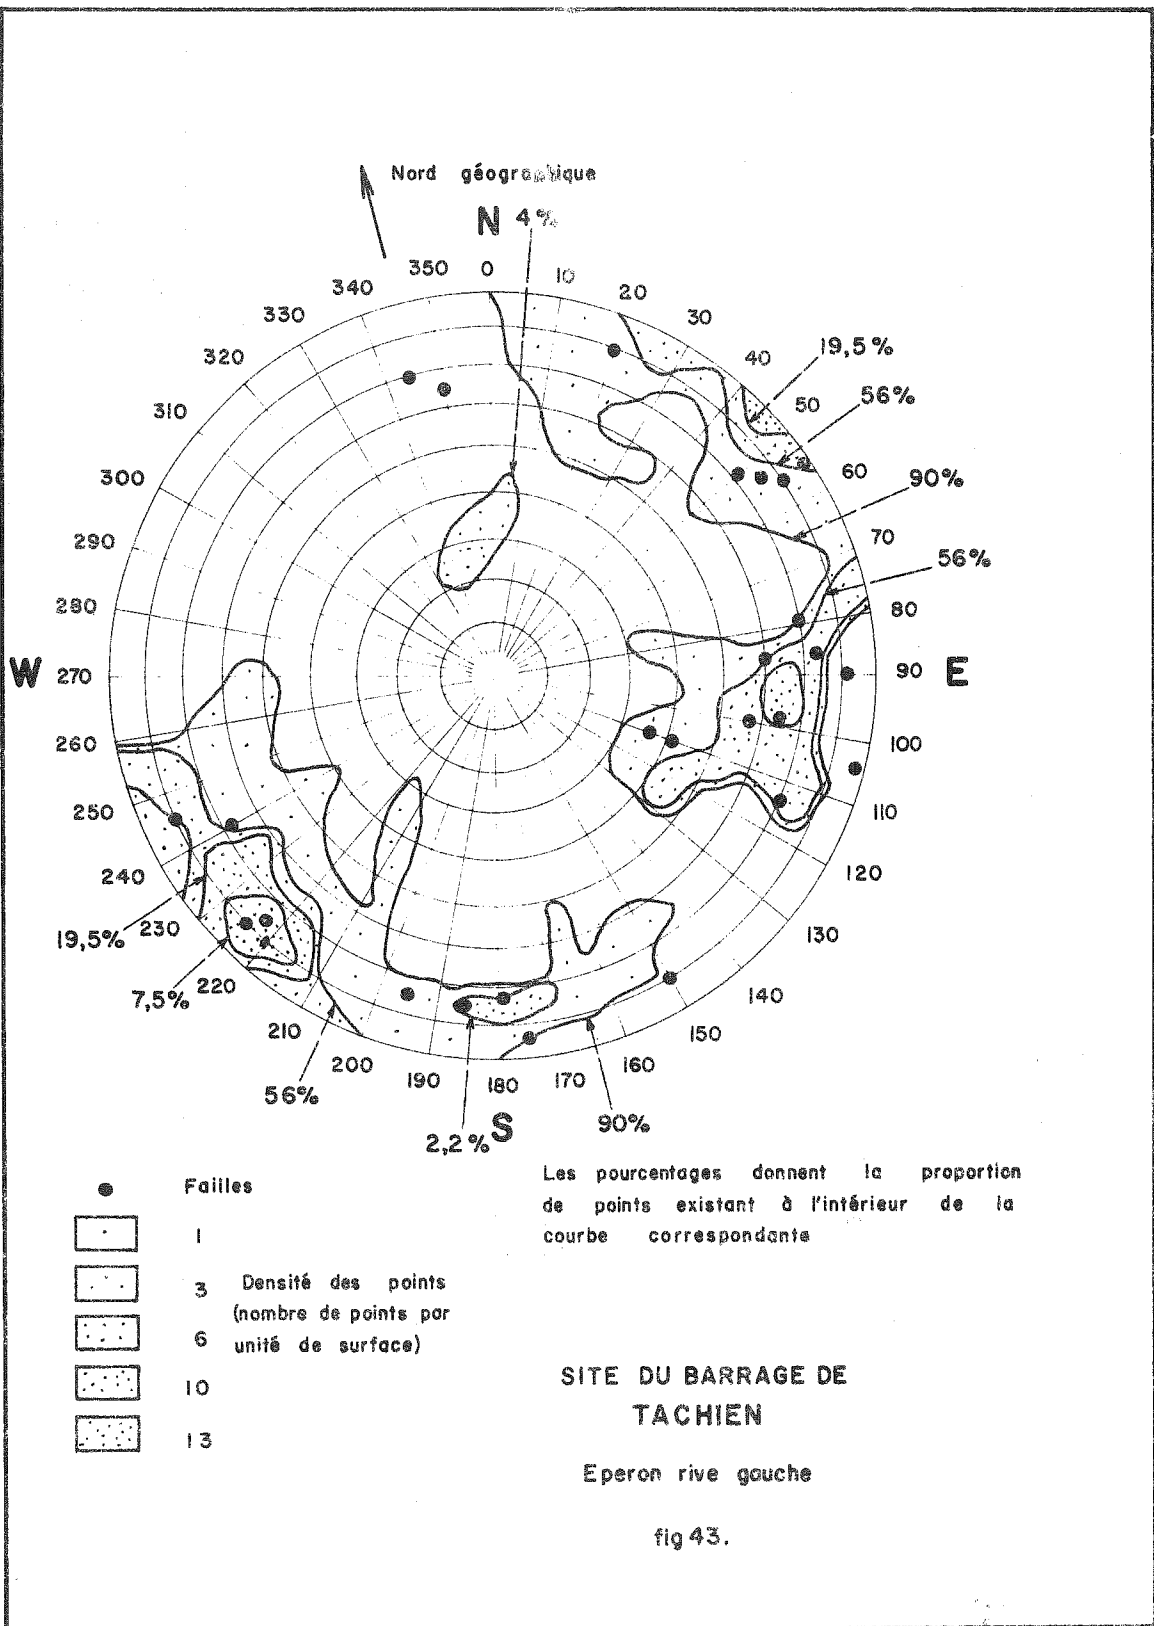 Nord géographique
N 4%
350 0 10
340 20
330 30
320 40 19,5%
310 50 56%
300 60 90%
290 70 56%
280 80
W 270 90 E
260 100
250 110
240 120
19,5% 230 130
7,5% 220 140
210 150
56% 200 160
190 180 170
2,2% S 90%
Failles
1
3
6
10
13
Densité des points
(nombre de points par
unité de surface)
Les pourcentages donnent la proportion
de points existant à l'intérieur de la
courbe correspondante
SITE DU BARRAGE DE
TACHIEN
Eperon rive gauche
fig 43.